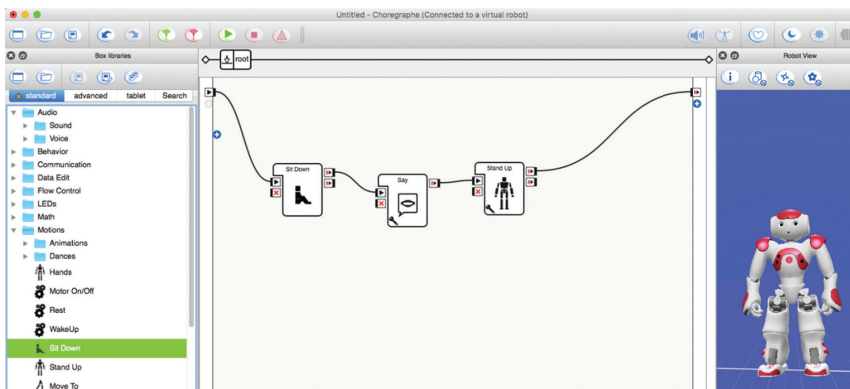 Untitled - Choregraphe (Connected to a virtual robot)
Box libraries
root
Robot View
standard advanced tablet Search
Audio
Sound
Voice
Behavior
Communication
Data Edit
Flow Control
LEDs
Math
Motions
Animations
Dances
Hands
Motor On/Off
Rest
WakeUp
Sit Down
Stand Up
Move To
Sit Down
Say
Stand Up